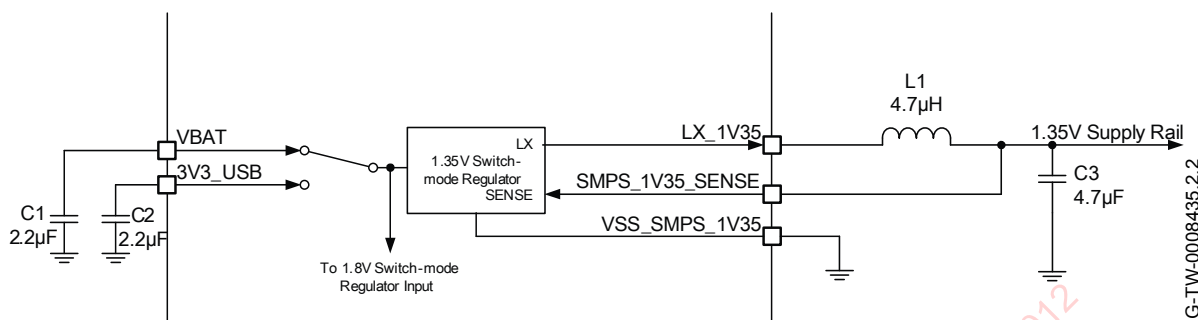 L1
4.7µH
VBAT
LX_1V35
1.35V Supply Rail
LX
1.35V Switch-
mode Regulator
SENSE
3V3_USB
SMPS_1V35_SENSE
C3
4.7µF
C1
2.2µF
C2
2.2µF
VSS_SMPS_1V35
To 1.8V Switch-mode
Regulator Input
G-TW-0008435.2.2
012